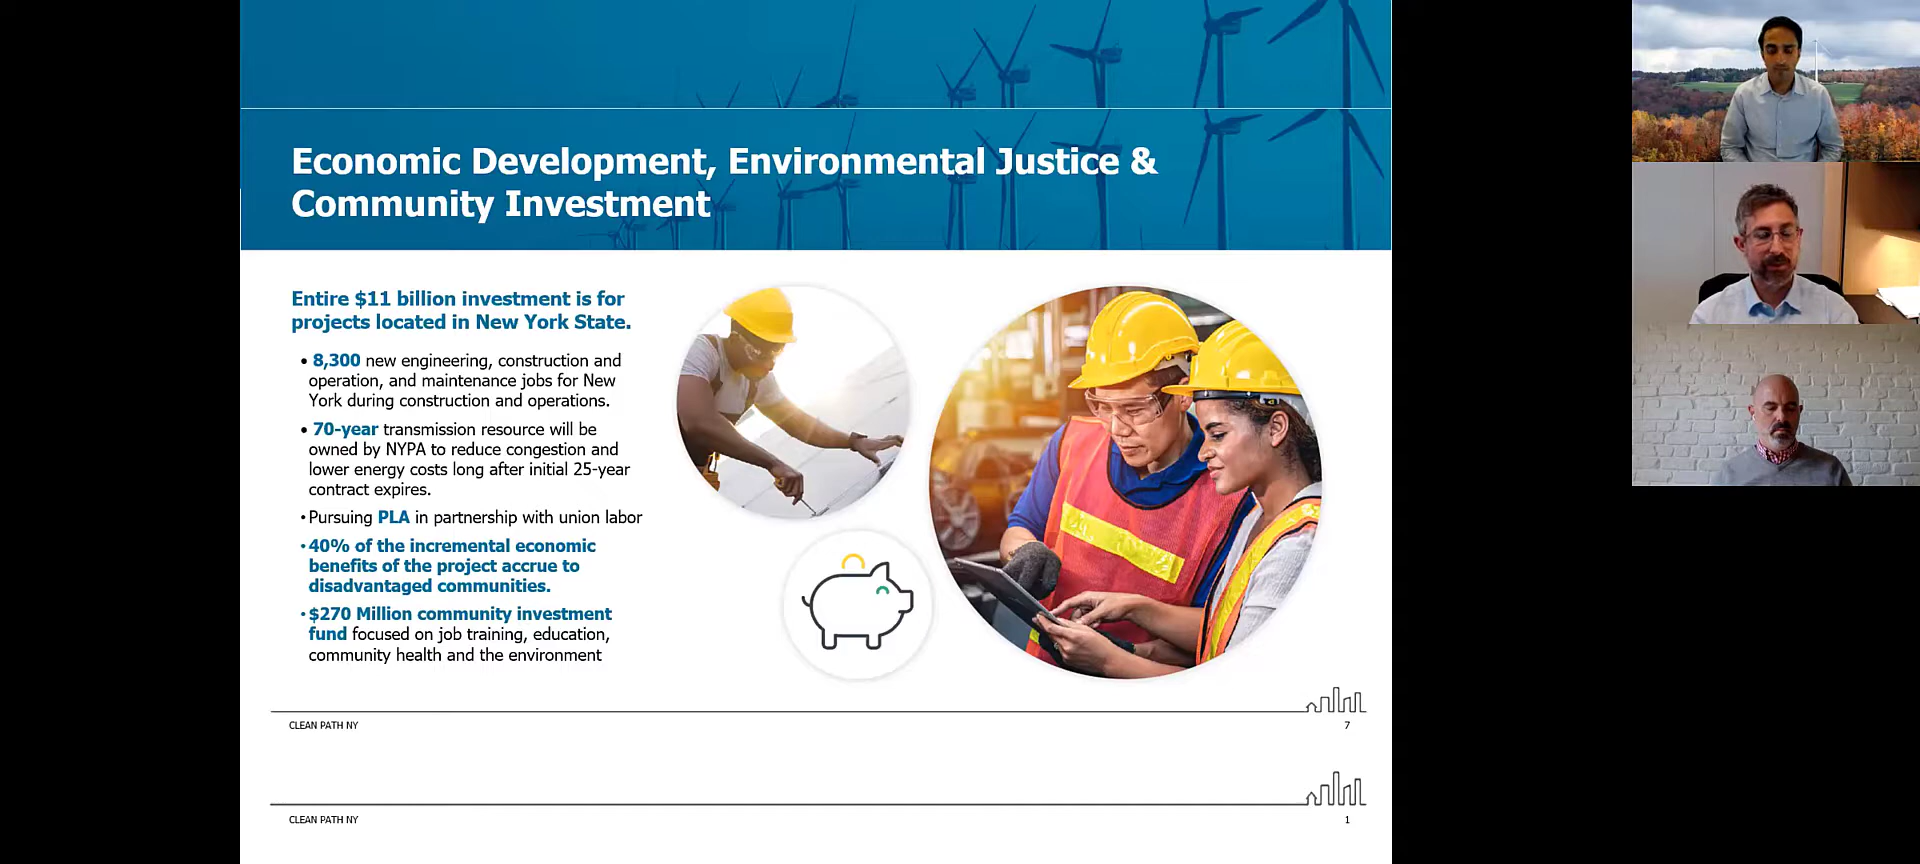 Economic Development, Environmental Justice &
Community Investment
Entire $11 billion investment is for
projects located in New York State.
• 8,300 new engineering, construction and
operation, and maintenance jobs for New
York during construction and operations.
• 70-year transmission resource will be
owned by NYPA to reduce congestion and
lower energy costs long after initial 25-year
contract expires.
• Pursuing PLA in partnership with union labor
• 40% of the incremental economic
benefits of the project accrue to
disadvantaged communities.
• $270 Million community investment
fund focused on job training, education,
community health and the environment
CLEAN PATH NY
7
CLEAN PATH NY
1